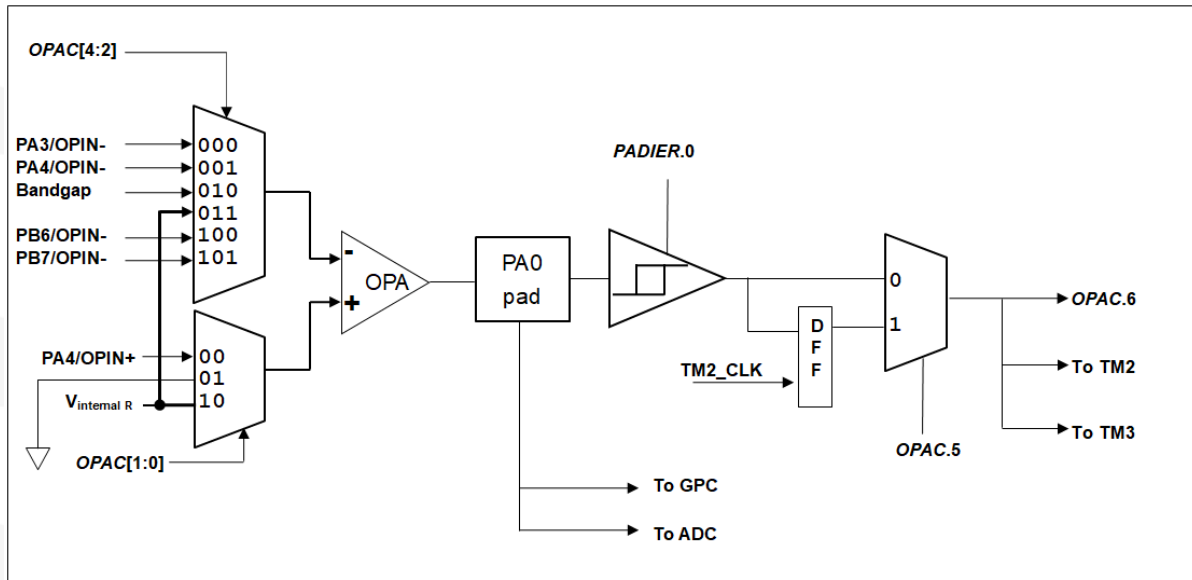 OPAC[4:2]
PA3/OPIN-
PA4/OPIN-
Bandgap
PB6/OPIN-
PB7/OPIN-
000
001
010
011
100
101
PA4/OPIN+
Vinternal R
00
01
10
OPAC[1:0]
-
+
OPA
PA0
pad
PADIER.0
TM2_CLK
D
F
F
0
1
OPAC.5
OPAC.6
To TM2
To TM3
To GPC
To ADC